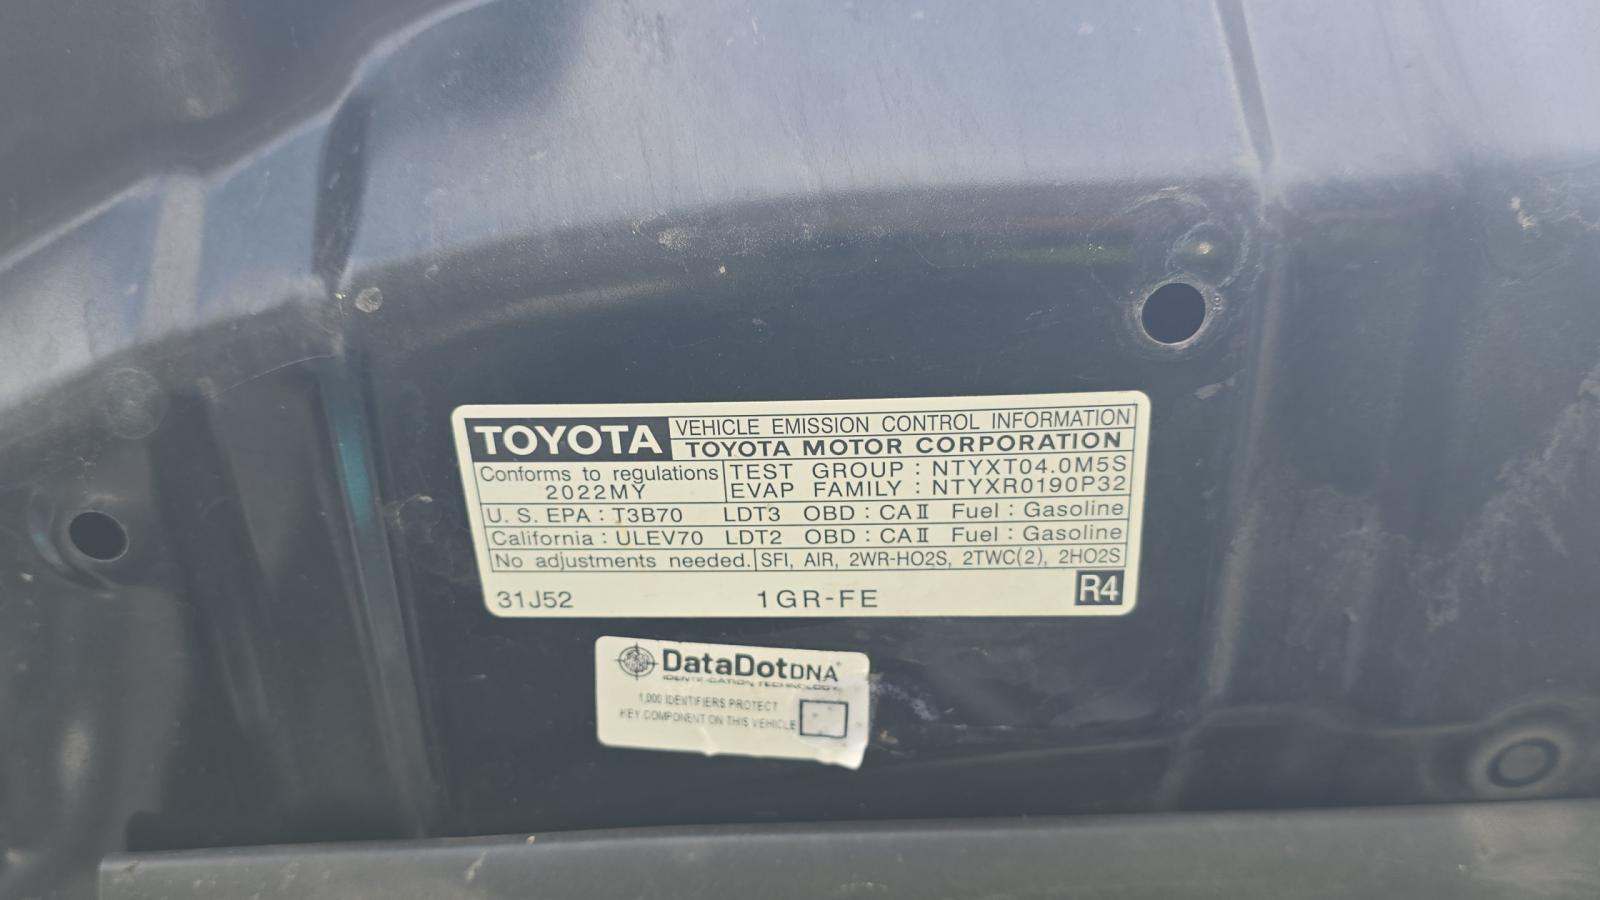 TOYOTA
VEHICLE EMISSION CONTROL INFORMATION
TOYOTA MOTOR CORPORATION
Conforms to regulations
2022MY
TEST GROUP : NTYXT04.0M5S
EVAP FAMILY : NTYXR0190P32
U. S. EPA : T3B70 LDT3 OBD : CAⅡ Fuel : Gasoline
California : ULEV70 LDT2 OBD : CAⅡ Fuel : Gasoline
No adjustments needed. SFI, AIR, 2WR-HO2S, 2TWC(2), 2HO2S
31J52 1GR-FE R4
DataDotDNA
IDENTIFICATION TECHNOLOGY
1,000 IDENTIFIERS PROTECT
KEY COMPONENT ON THIS VEHICLE